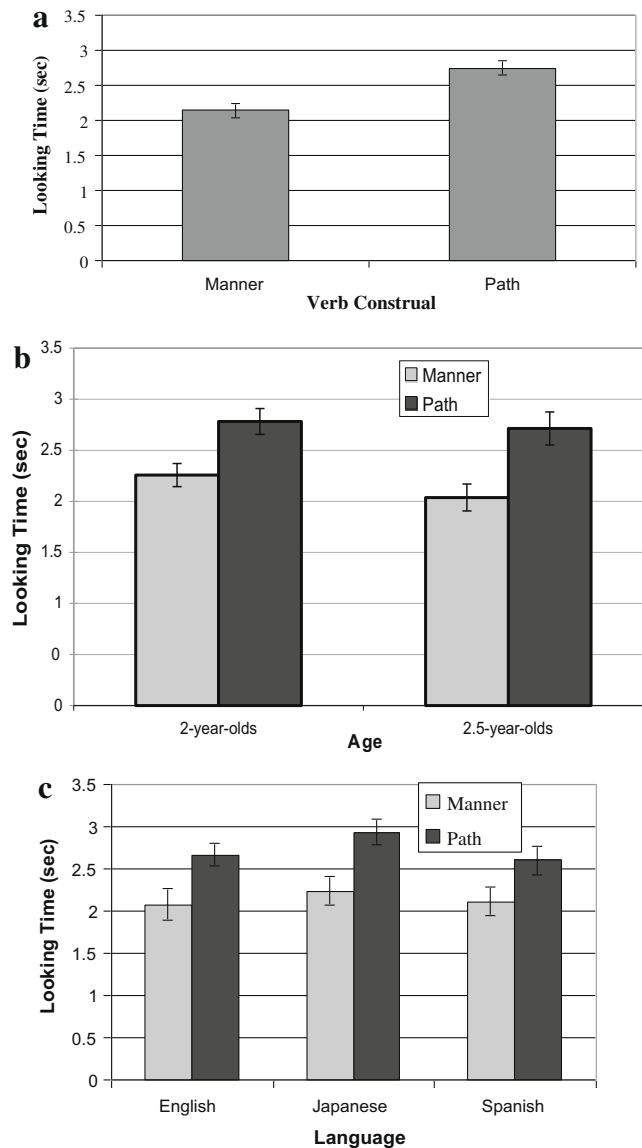 a
3.5
3
2.5
2
1.5
1
0.5
0
Looking Time (sec)
Manner
Path
Verb Construal
b
3.5
3
2.5
2
1.5
1
0
0
Looking Time (sec)
Manner
Path
2-year-olds
2.5-year-olds
Age
c
3.5
3
2.5
2
1.5
1
0.5
0
Looking Time (sec)
Manner
Path
English
Japanese
Spanish
Language